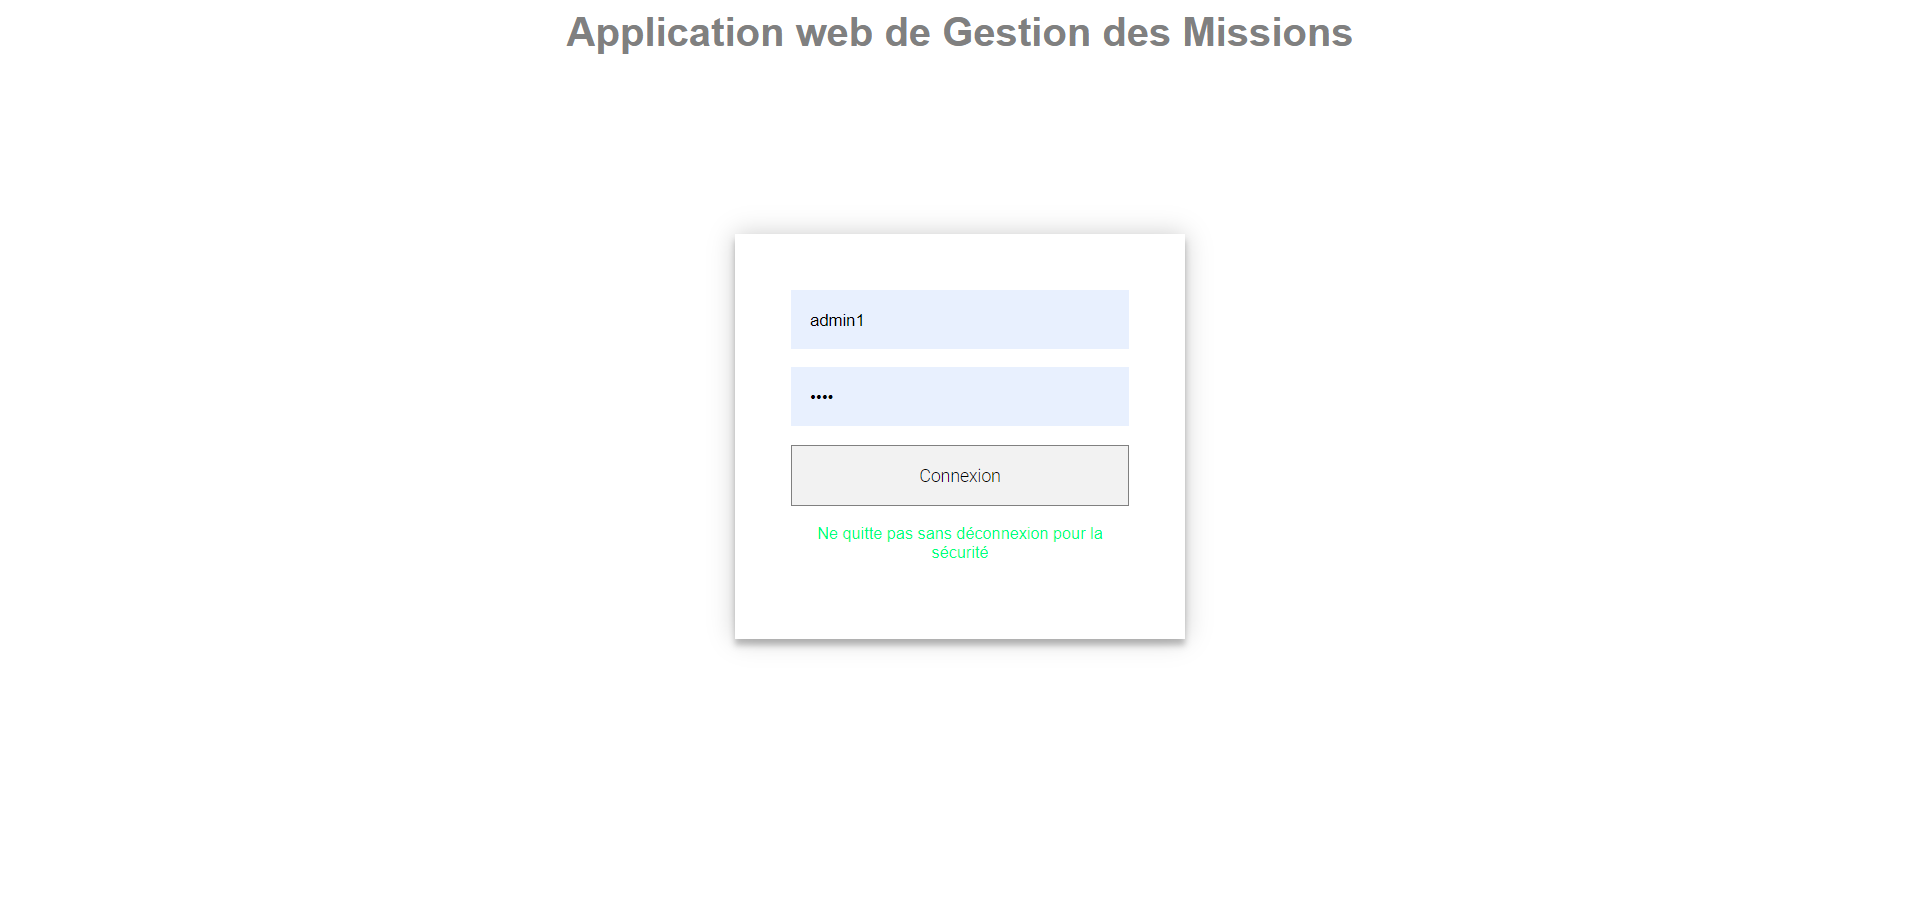 Application web de Gestion des Missions
admin1
••••
Connexion
Ne quitte pas sans déconnexion pour la
sécurité